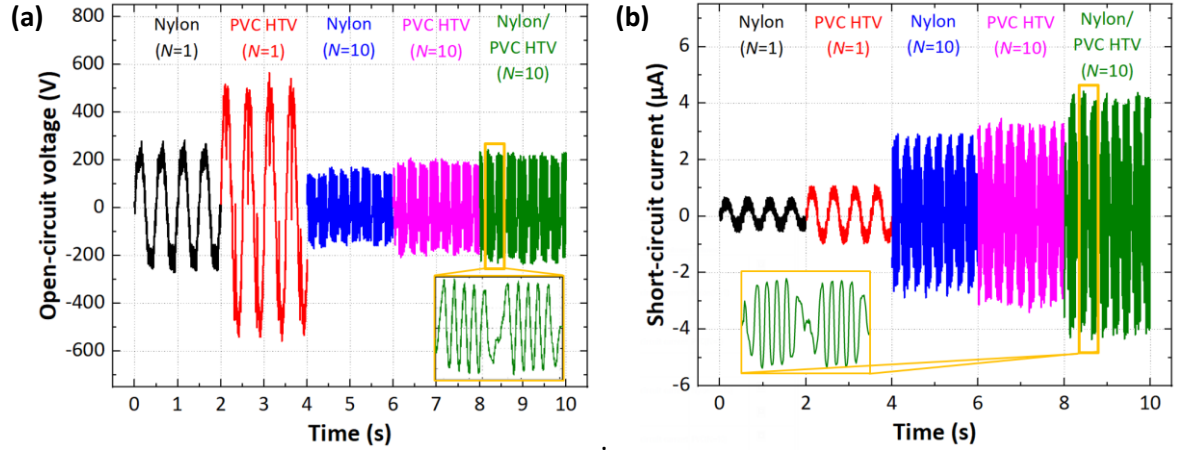 (a)
Open-circuit voltage (V)
800
600
400
200
0
-200
-400
-600
Nylon
(N=1)
PVC HTV
(N=1)
Nylon
(N=10)
PVC HTV
(N=10)
Nylon/
PVC HTV
(N=10)
0 1 2 3 4 5 6 7 8 9 10
Time (s)
.
(b)
Short-circuit current (µA)
6
4
2
0
-2
-4
-6
Nylon
(N=1)
PVC HTV
(N=1)
Nylon
(N=10)
PVC HTV
(N=10)
Nylon/
PVC HTV
(N=10)
0 2 4 6 8 10
Time (s)